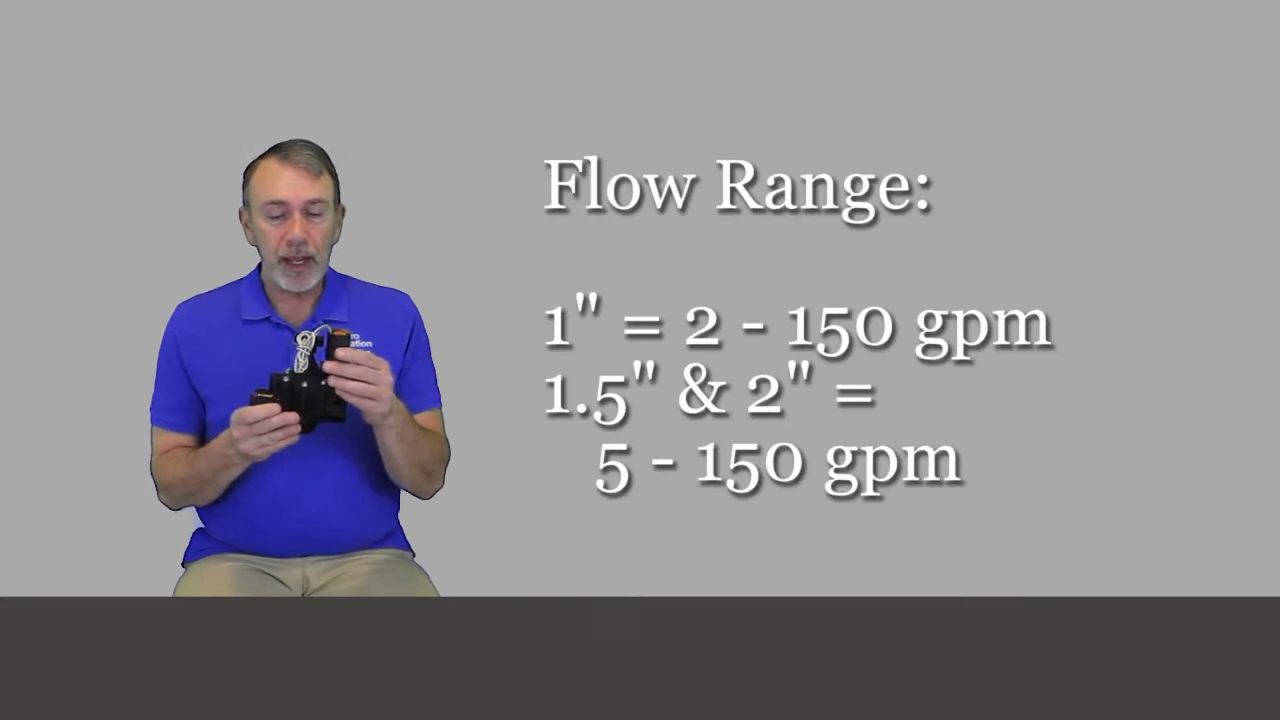 Flow Range:
1" = 2 - 150 gpm
1.5" & 2" =
5 - 150 gpm